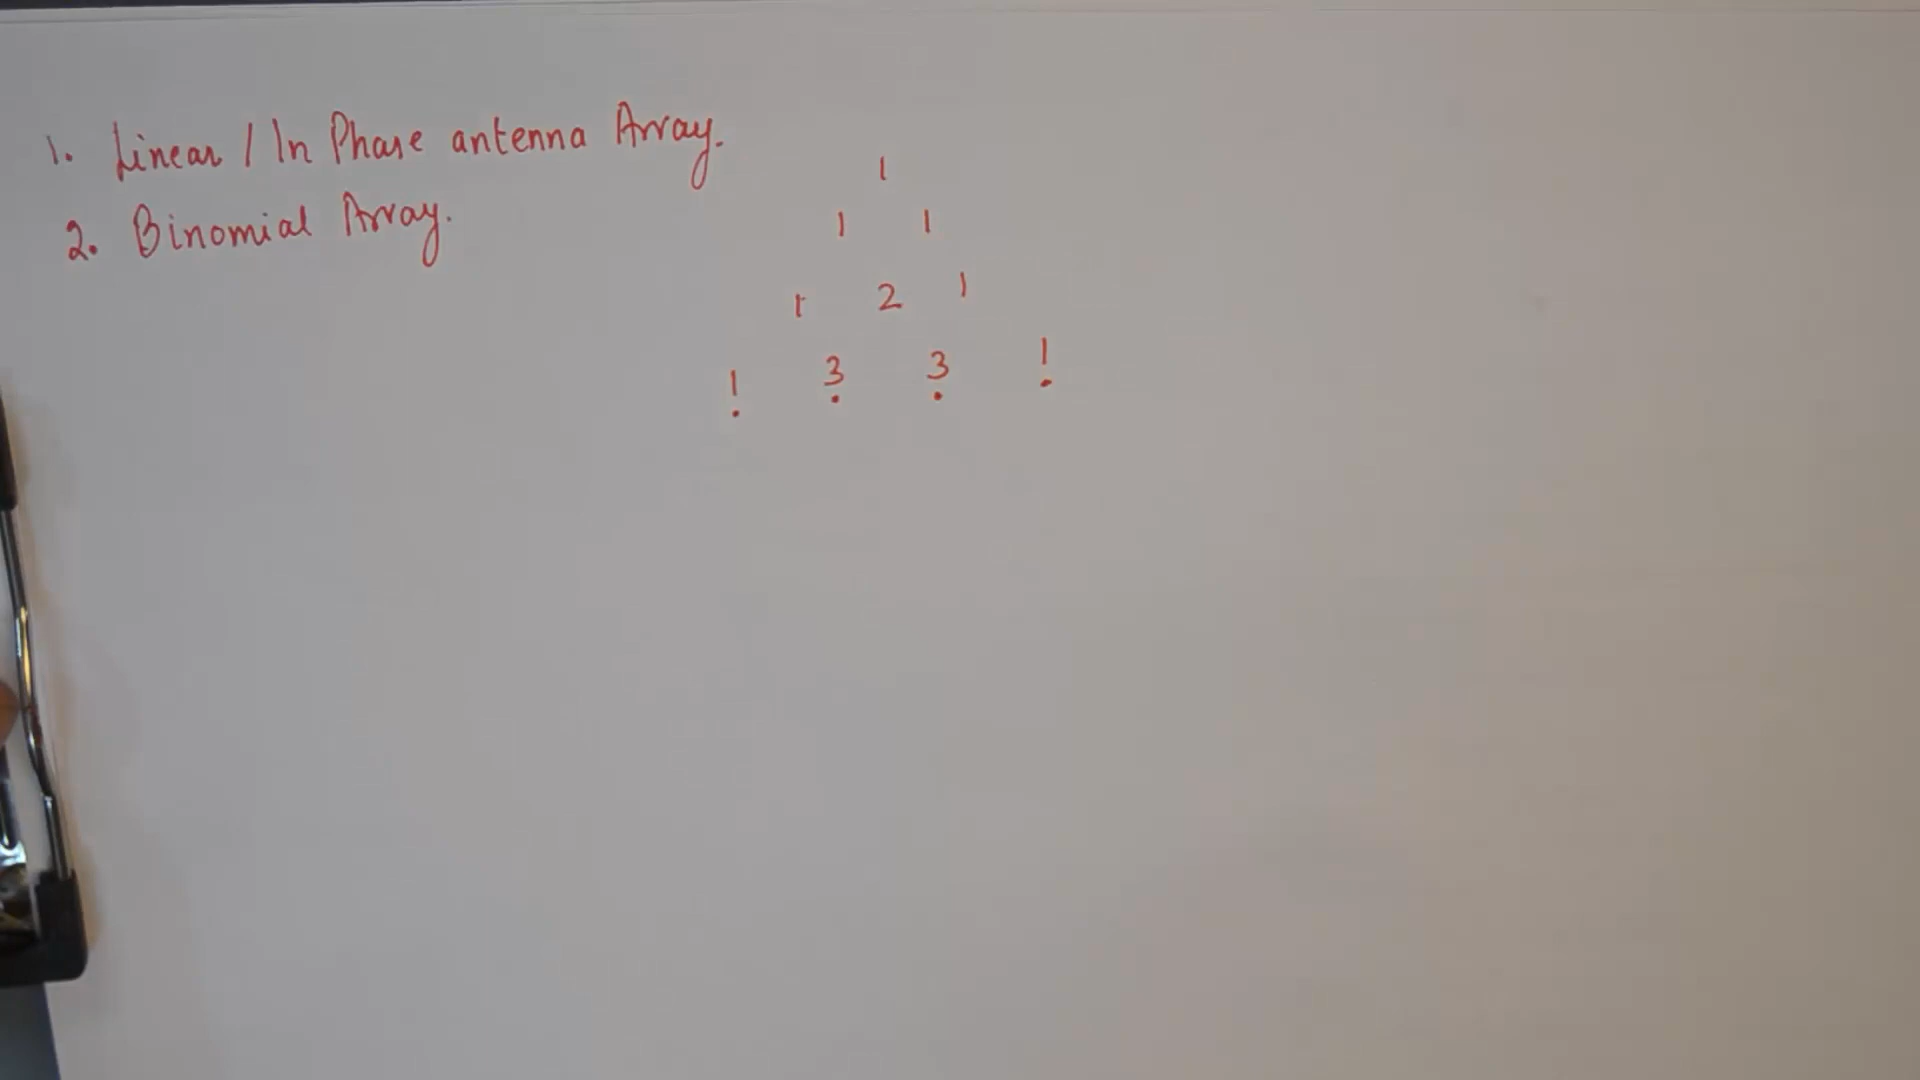 1. Linear / In Phase antenna Array.
2. Binomial Array.
1
1 1
1 2 1
1 3 3 1